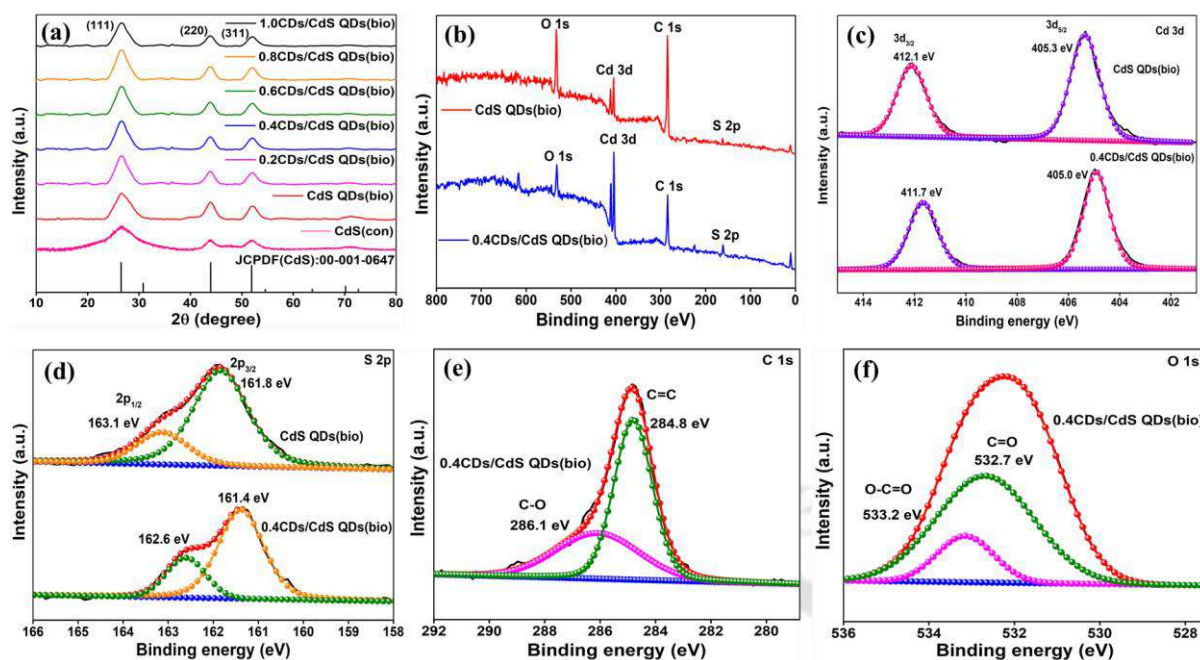 (a)
(111)
(220)
(311)
1.0CDs/CdS QDs(bio)
0.8CDs/CdS QDs(bio)
0.6CDs/CdS QDs(bio)
0.4CDs/CdS QDs(bio)
0.2CDs/CdS QDs(bio)
CdS QDs(bio)
CdS(con)
JCPDF(CdS):00-001-0647
Intensity (a.u.)
10 20 30 40 50 60 70 80
2θ (degree)
(b)
O 1s
C 1s
Cd 3d
CdS QDs(bio)
S 2p
Cd 3d
O 1s
C 1s
S 2p
0.4CDs/CdS QDs(bio)
Intensity (a.u.)
800 700 600 500 400 300 200 100 0
Binding energy (eV)
(c)
Cd 3d
3d3/2
412.1 eV
3d5/2
405.3 eV
CdS QDs(bio)
0.4CDs/CdS QDs(bio)
411.7 eV
405.0 eV
Intensity (a.u.)
414 412 410 408 406 404 402
Binding energy (eV)
(d)
S 2p
2p3/2
161.8 eV
2p1/2
163.1 eV
CdS QDs(bio)
161.4 eV
162.6 eV
0.4CDs/CdS QDs(bio)
Intensity (a.u.)
166 165 164 163 162 161 160 159 158
Binding energy (eV)
(e)
C 1s
C=C
284.8 eV
0.4CDs/CdS QDs(bio)
C-O
286.1 eV
Intensity (a.u.)
292 290 288 286 284 282 280
Binding energy (eV)
(f)
O 1s
0.4CDs/CdS QDs(bio)
C=O
532.7 eV
O-C=O
533.2 eV
Intensity (a.u.)
536 534 532 530 528
Binding energy (eV)